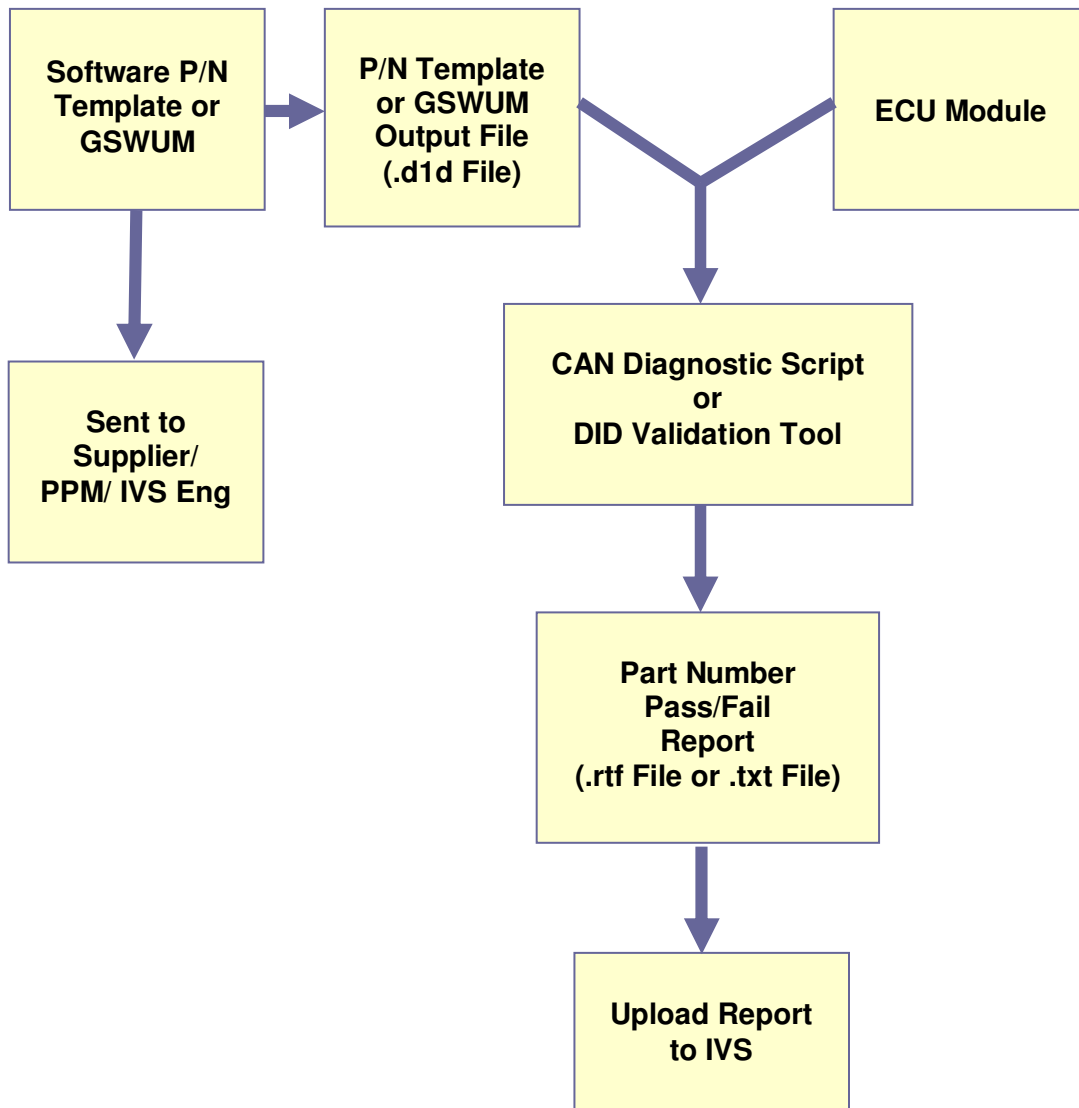 Software P/N
Template or
GSWUM
P/N Template
or GSWUM
Output File
(.d1d File)
ECU Module
Sent to
Supplier/
PPM/ IVS Eng
CAN Diagnostic Script
or
DID Validation Tool
Part Number
Pass/Fail
Report
(.rtf File or .txt File)
Upload Report
to IVS